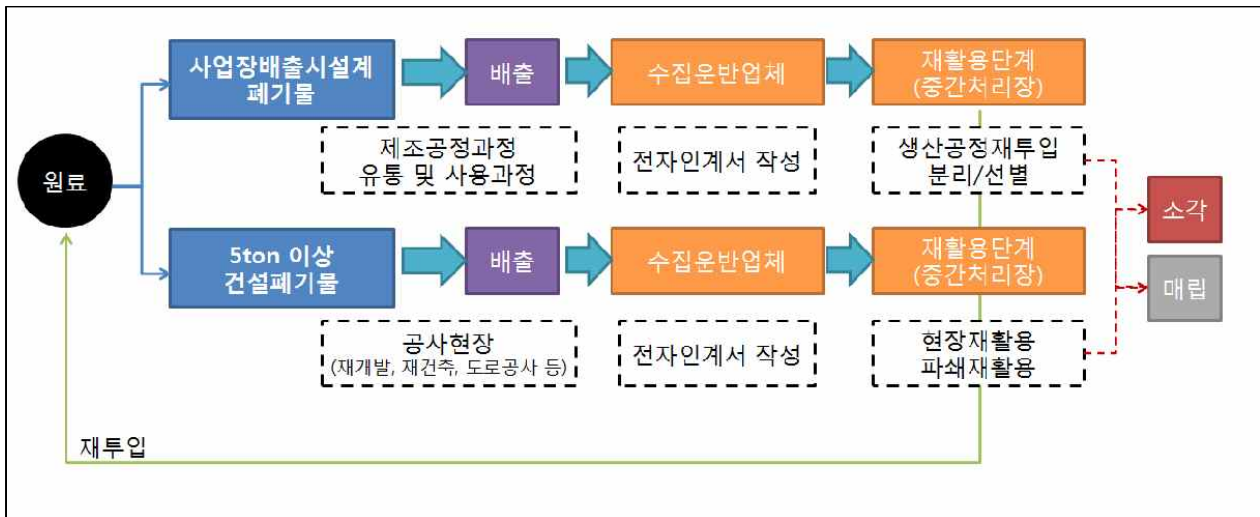 원료
사업장배출시설계
폐기물
배출
수집운반업체
재활용단계
(중간처리장)
제조공정과정
유통 및 사용과정
전자인계서 작성
생산공정재투입
분리/선별
5ton 이상
건설폐기물
배출
수집운반업체
재활용단계
(중간처리장)
공사현장
(재개발, 재건축, 도로공사 등)
전자인계서 작성
현장재활용
파쇄재활용
소각
매립
재투입